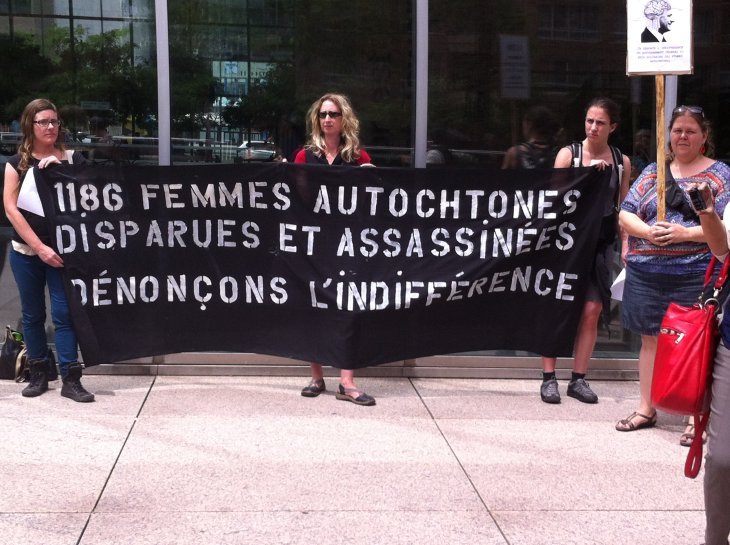 1186 FEMMES AUTOCHTONES
DISPARUES ET ASSASSINÉES
DÉNONÇONS L'INDIFFÉRENCE